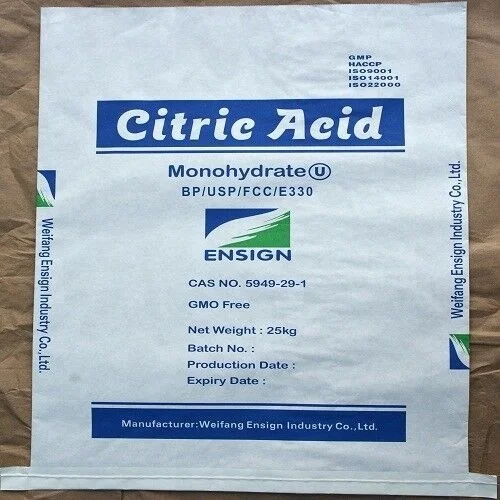 GMP
HACCP
ISO9001
ISO14001
ISO22000
Citric Acid
Monohydrate U
BP/USP/FCC/E330
ENSIGN
CAS NO. 5949-29-1
GMO Free
Net Weight : 25kg
Batch No. :
Production Date :
Expiry Date :
Manufacturer:Weifang Ensign Industry Co.,Ltd.
Weifang Ensign Industry Co.,Ltd.
Weifang Ensign Industry Co.,Ltd.